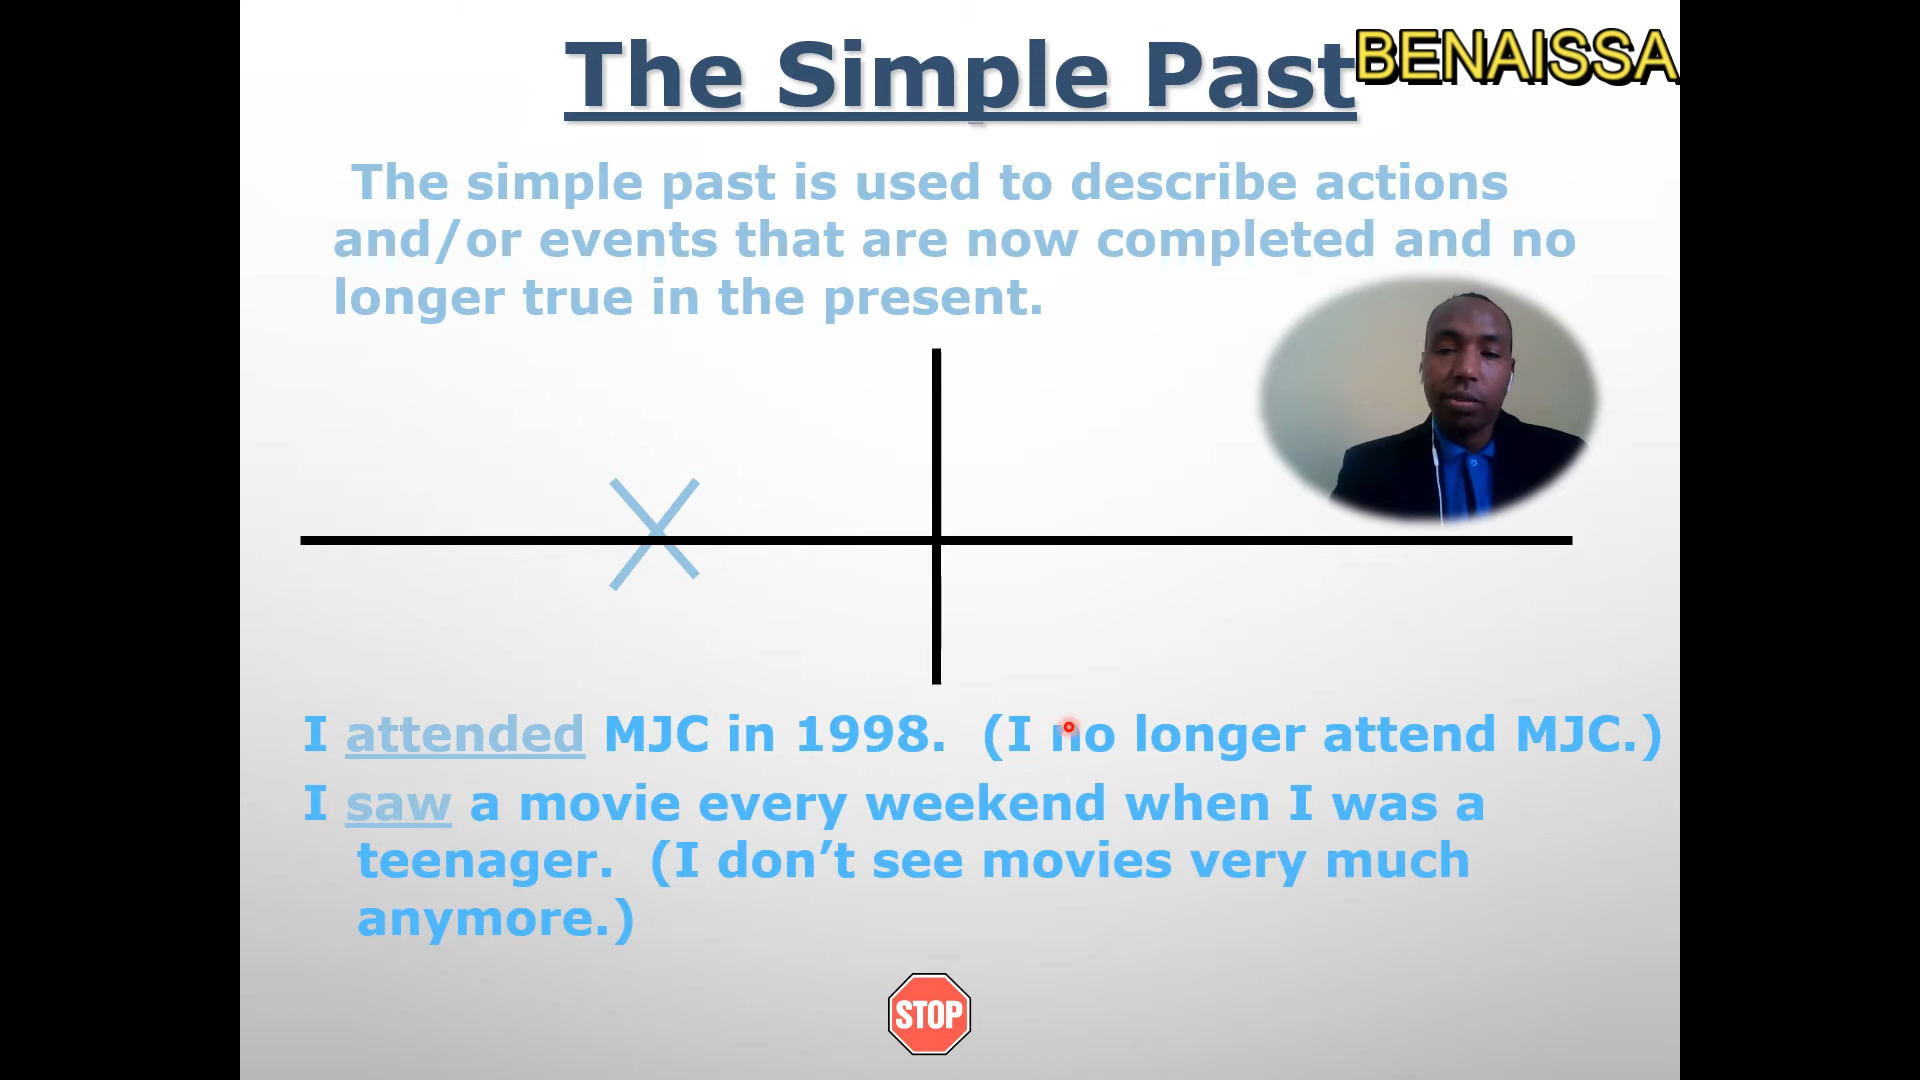 The Simple Past
BENAISSA
The simple past is used to describe actions
and/or events that are now completed and no
longer true in the present.
I attended MJC in 1998.  (I no longer attend MJC.)
I saw a movie every weekend when I was a
teenager.  (I don’t see movies very much
anymore.)
STOP